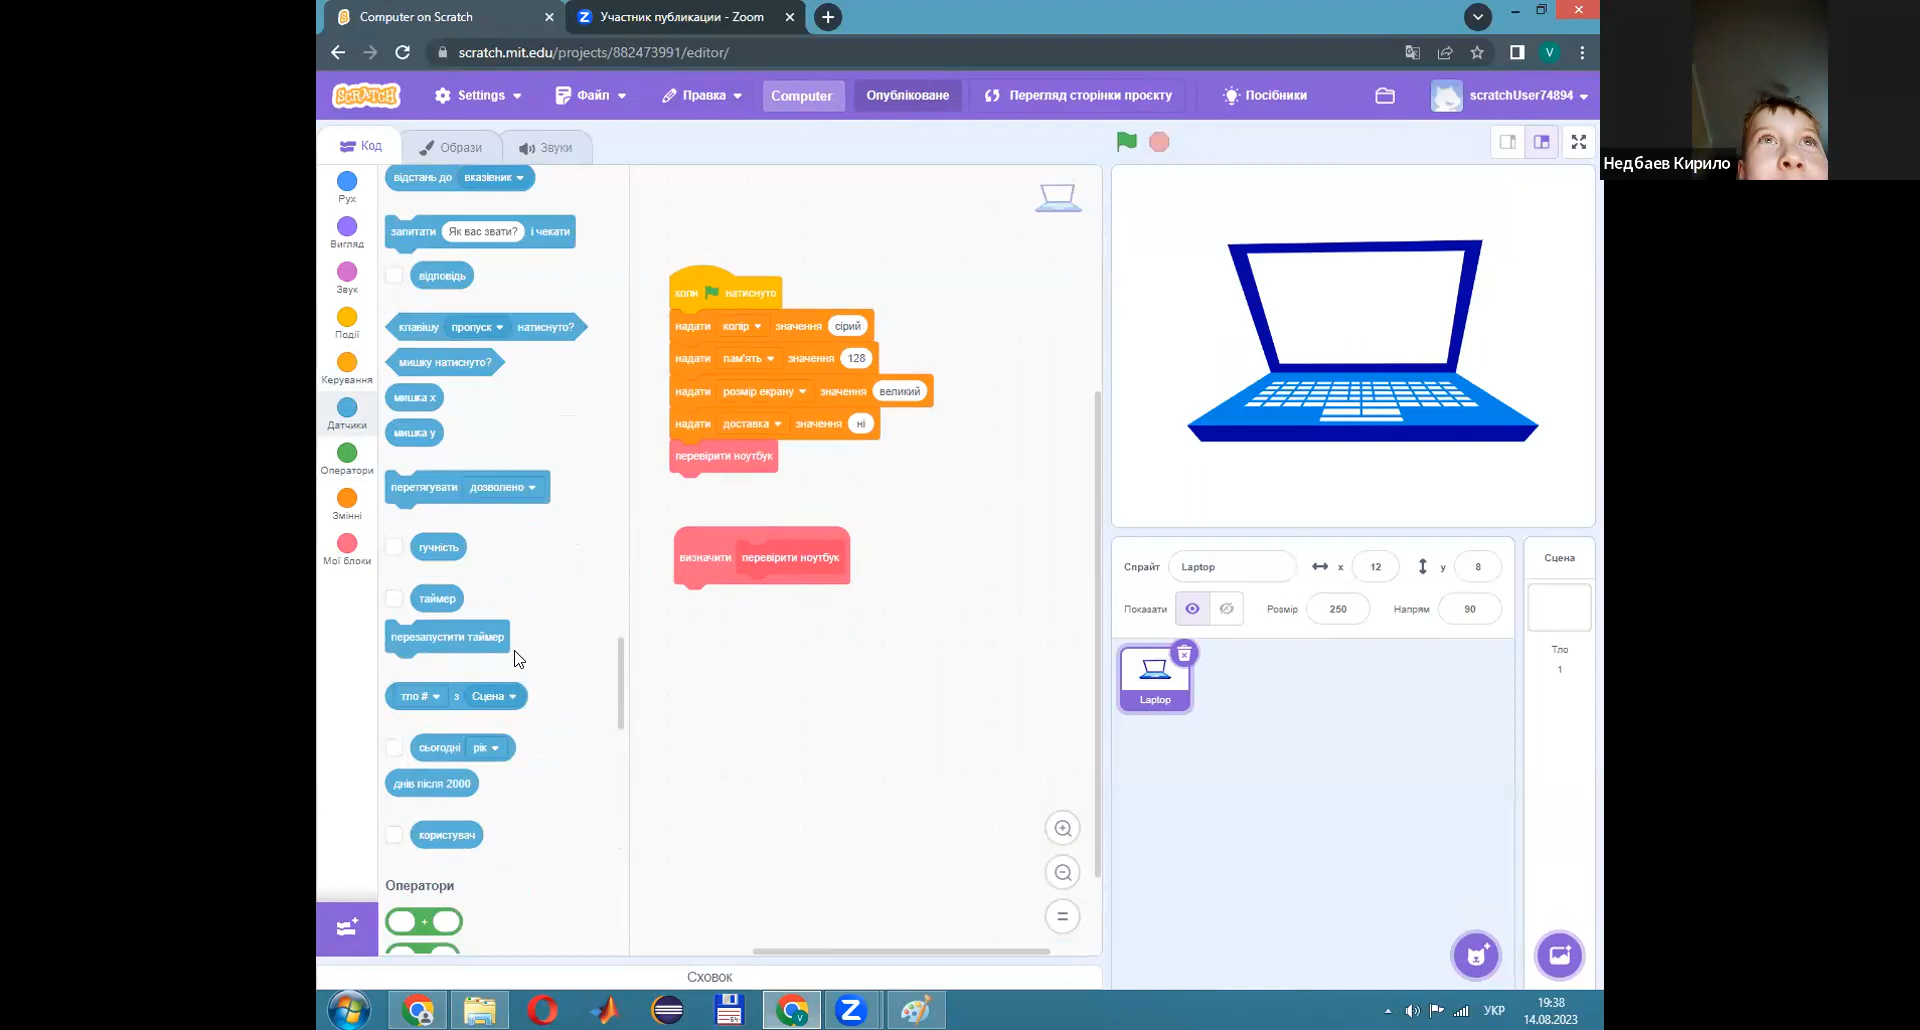 Computer on Scratch
Участник публикации - Zoom
scratch.mit.edu/projects/882473991/editor/
V
SCRATCH
Settings
Файл
Правка
Computer
Опубліковане
Перегляд сторінки проєкту
Посібники
scratchUser74894
Недбаев Кирило
Код
Образи
Звуки
Рух
Вигляд
Звук
Події
Керування
Датчики
Оператори
Змінні
Мої блоки
відстань до вказівник
запитати Як вас звати? і чекати
відповідь
клавішу пропуск натиснуто?
мишку натиснуто?
мишка x
мишка y
перетягувати дозволено
гучність
таймер
перезапустити таймер
тло # з Сцена
сьогодні рік
днів після 2000
користувач
Оператори
+
коли натиснуто
надати колір значення сірий
надати пам'ять значення 128
надати розмір екрану значення великий
надати доставка значення ні
перевірити ноутбук
визначити перевірити ноутбук
Спрайт Laptop x 12 y 8
Показати Розмір 250 Напрям 90
Laptop
Сцена
Тло
1
Сховок
УКР
19:38
14.08.2023